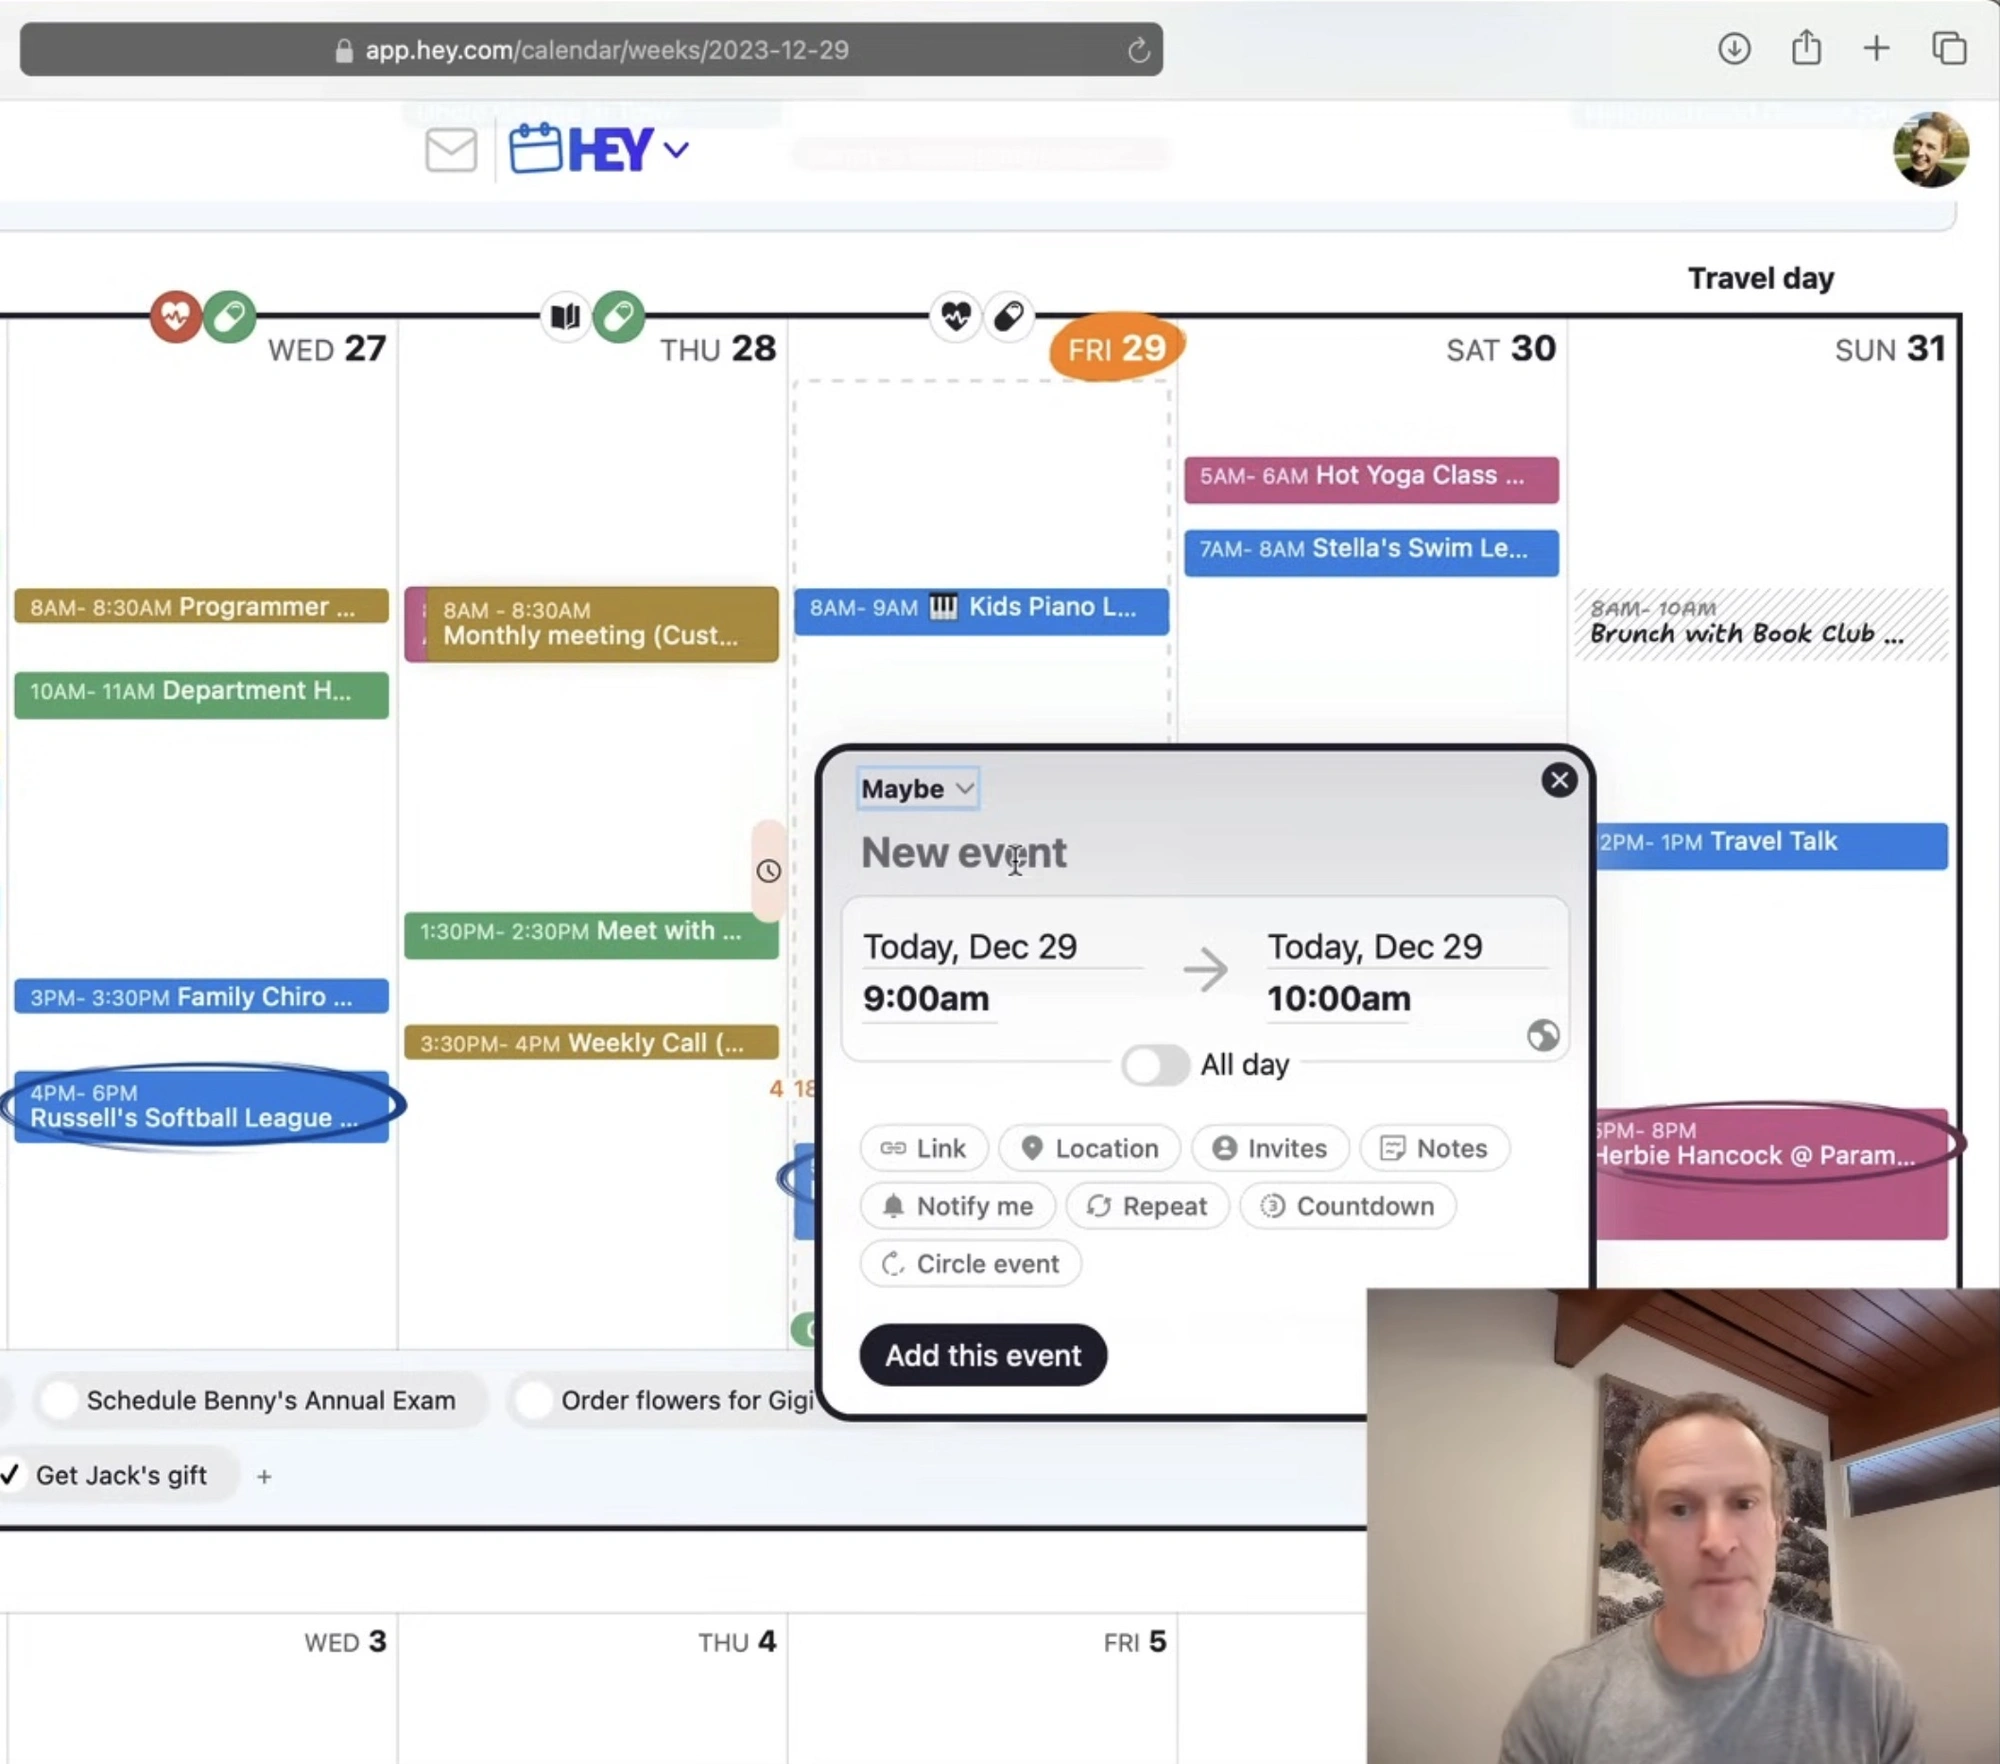 app.hey.com/calendar/weeks/2023-12-29
HEY
Travel day
WED 27
THU 28
FRI 29
SAT 30
SUN 31
5AM- 6AM Hot Yoga Class ...
7AM- 8AM Stella's Swim Le...
8AM- 8:30AM Programmer ...
8AM - 8:30AM
Monthly meeting (Cust...
8AM- 9AM 🎹 Kids Piano L...
8AM- 10AM
Brunch with Book Club ...
10AM- 11AM Department H...
Maybe
New event
2PM- 1PM Travel Talk
1:30PM- 2:30PM Meet with ...
Today, Dec 29
Today, Dec 29
9:00am
10:00am
All day
3PM- 3:30PM Family Chiro ...
3:30PM- 4PM Weekly Call (...
4 18
4PM- 6PM
Russell's Softball League ...
5PM- 8PM
Herbie Hancock @ Param...
Link
Location
Invites
Notes
Notify me
Repeat
3 Countdown
Circle event
Add this event
Schedule Benny's Annual Exam
Order flowers for Gigi
✓ Get Jack's gift +
WED 3
THU 4
FRI 5